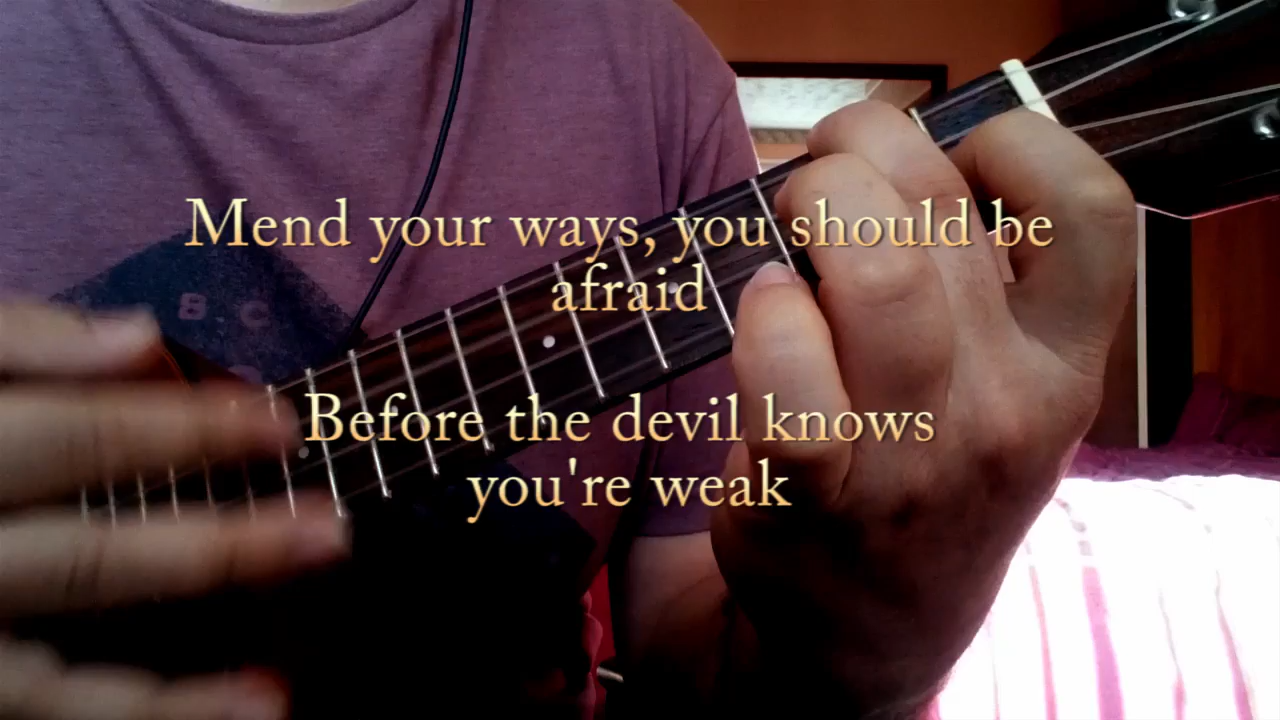 Mend your ways, you should be
afraid
B C
Before the devil knows
you're weak